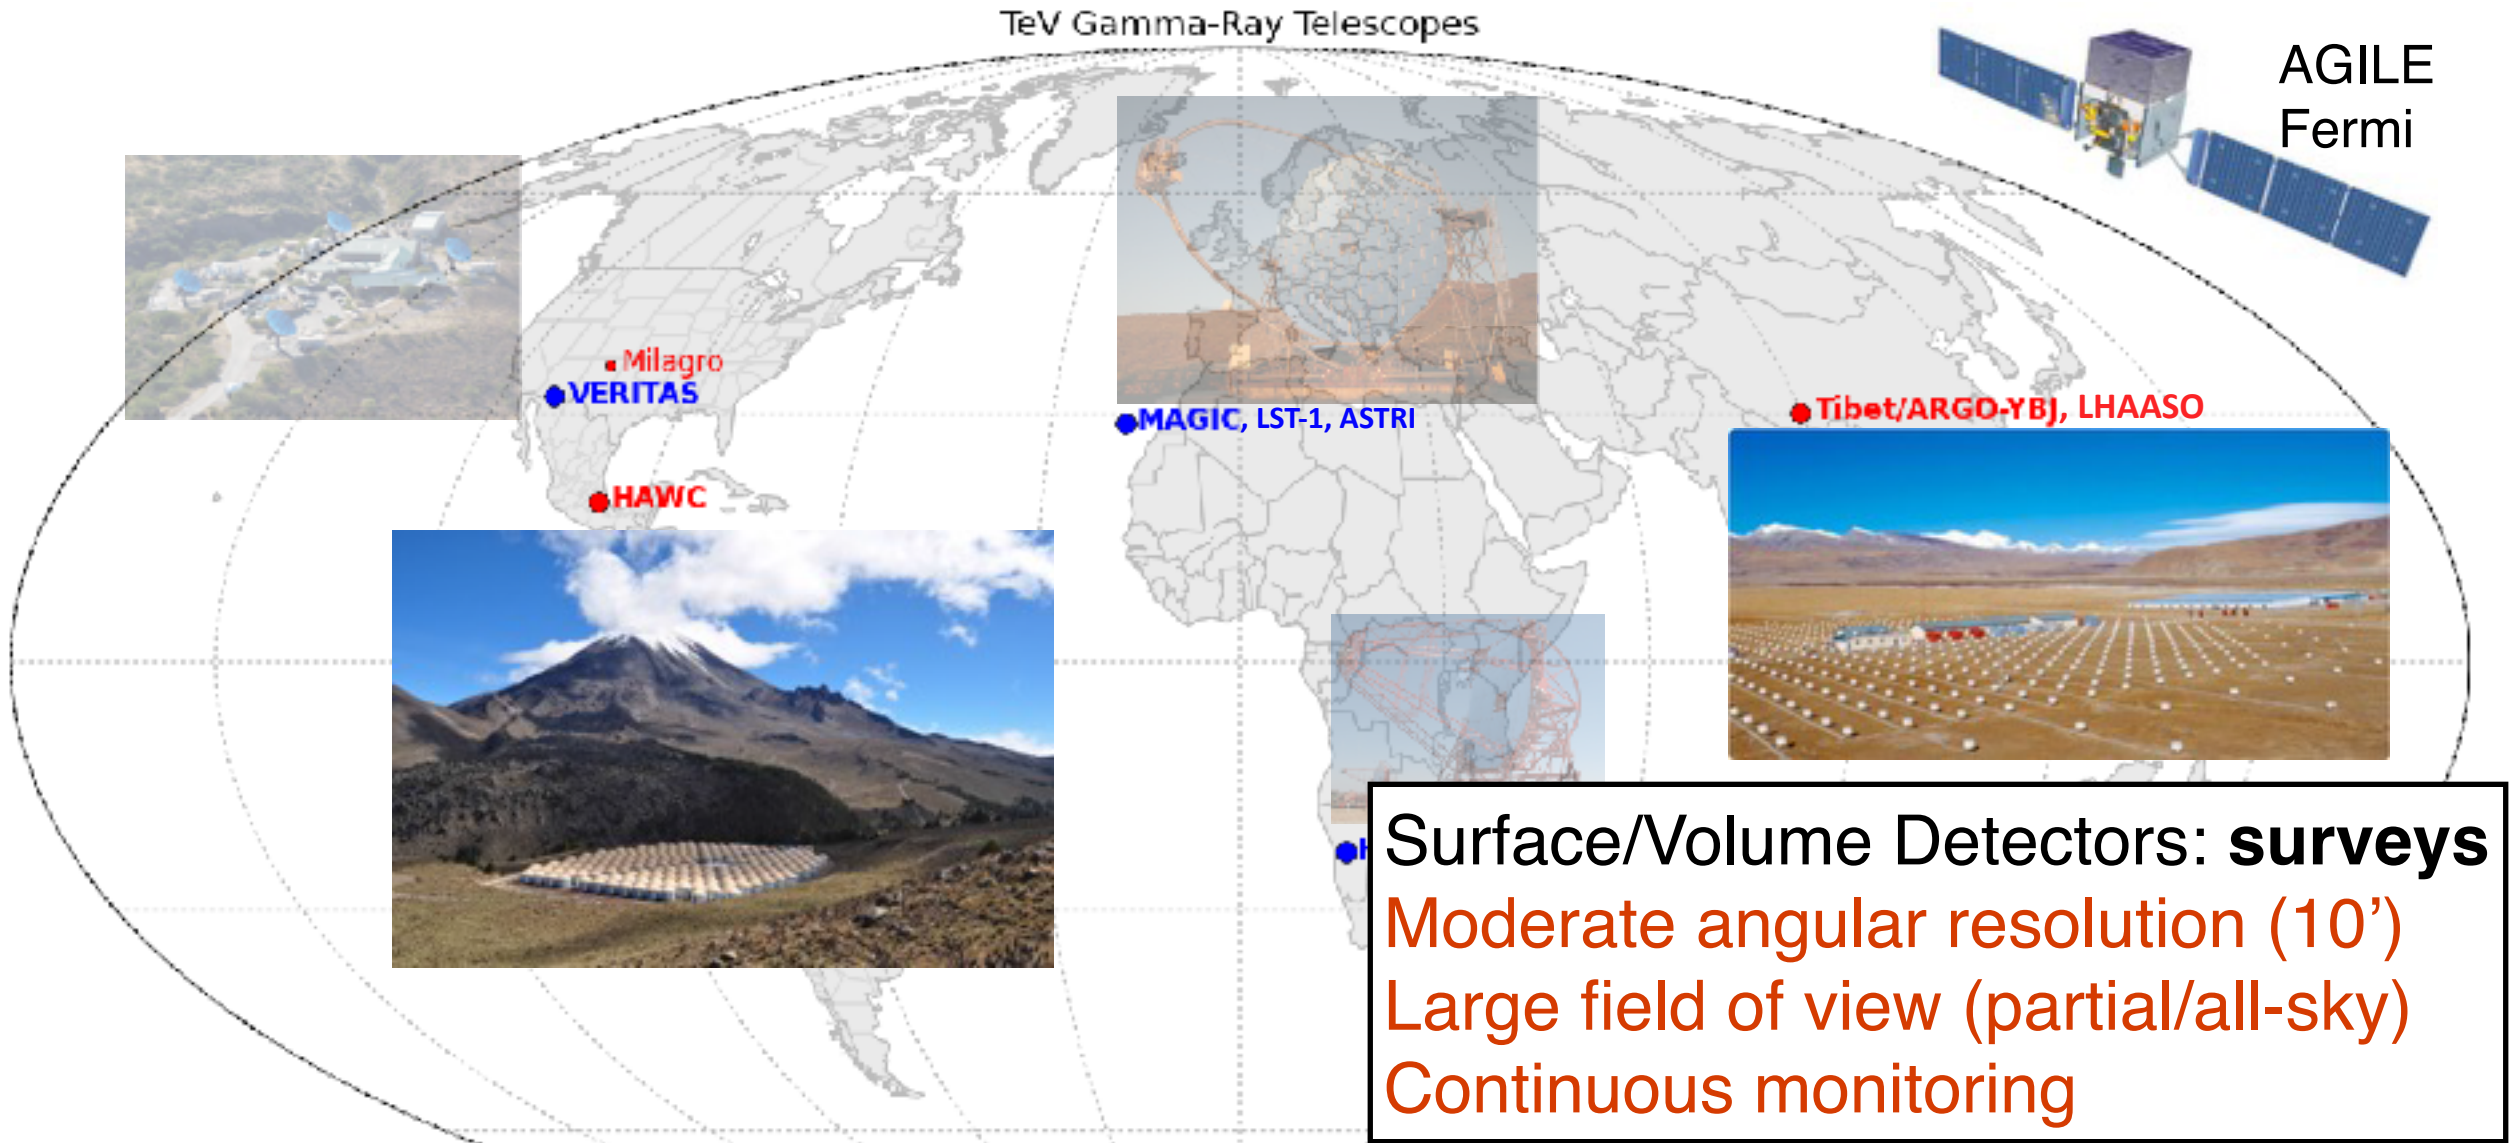 TeV Gamma-Ray Telescopes
AGILE
Fermi
Milagro
VERITAS
MAGIC, LST-1, ASTRI
Tibet/ARGO-YBJ, LHAASO
HAWC
Surface/Volume Detectors: surveys
Moderate angular resolution (10’)
Large field of view (partial/all-sky)
Continuous monitoring